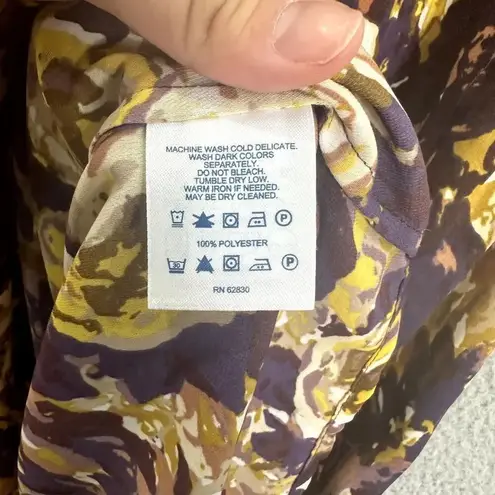 MACHINE WASH COLD DELICATE.
WASH DARK COLORS
SEPARATELY.
DO NOT BLEACH.
TUMBLE DRY LOW.
WARM IRON IF NEEDED.
MAY BE DRY CLEANED.
P
100% POLYESTER
30 P
RN 62830